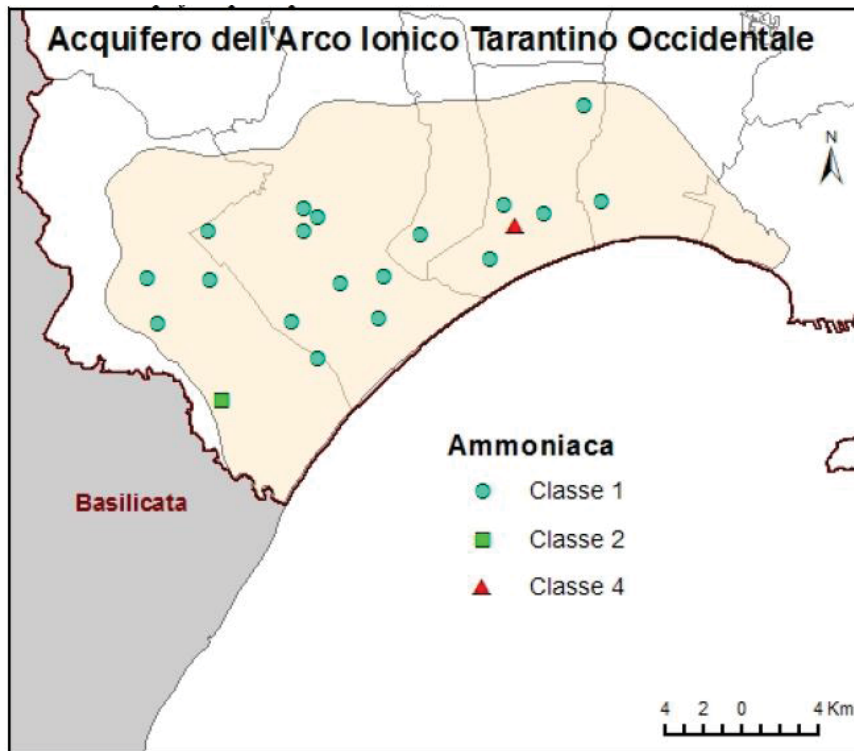 Acquifero dell'Arco Ionico Tarantino Occidentale
N
Ammoniaca
Classe 1
Basilicata
Classe 2
Classe 4
4 2 0 4 Km